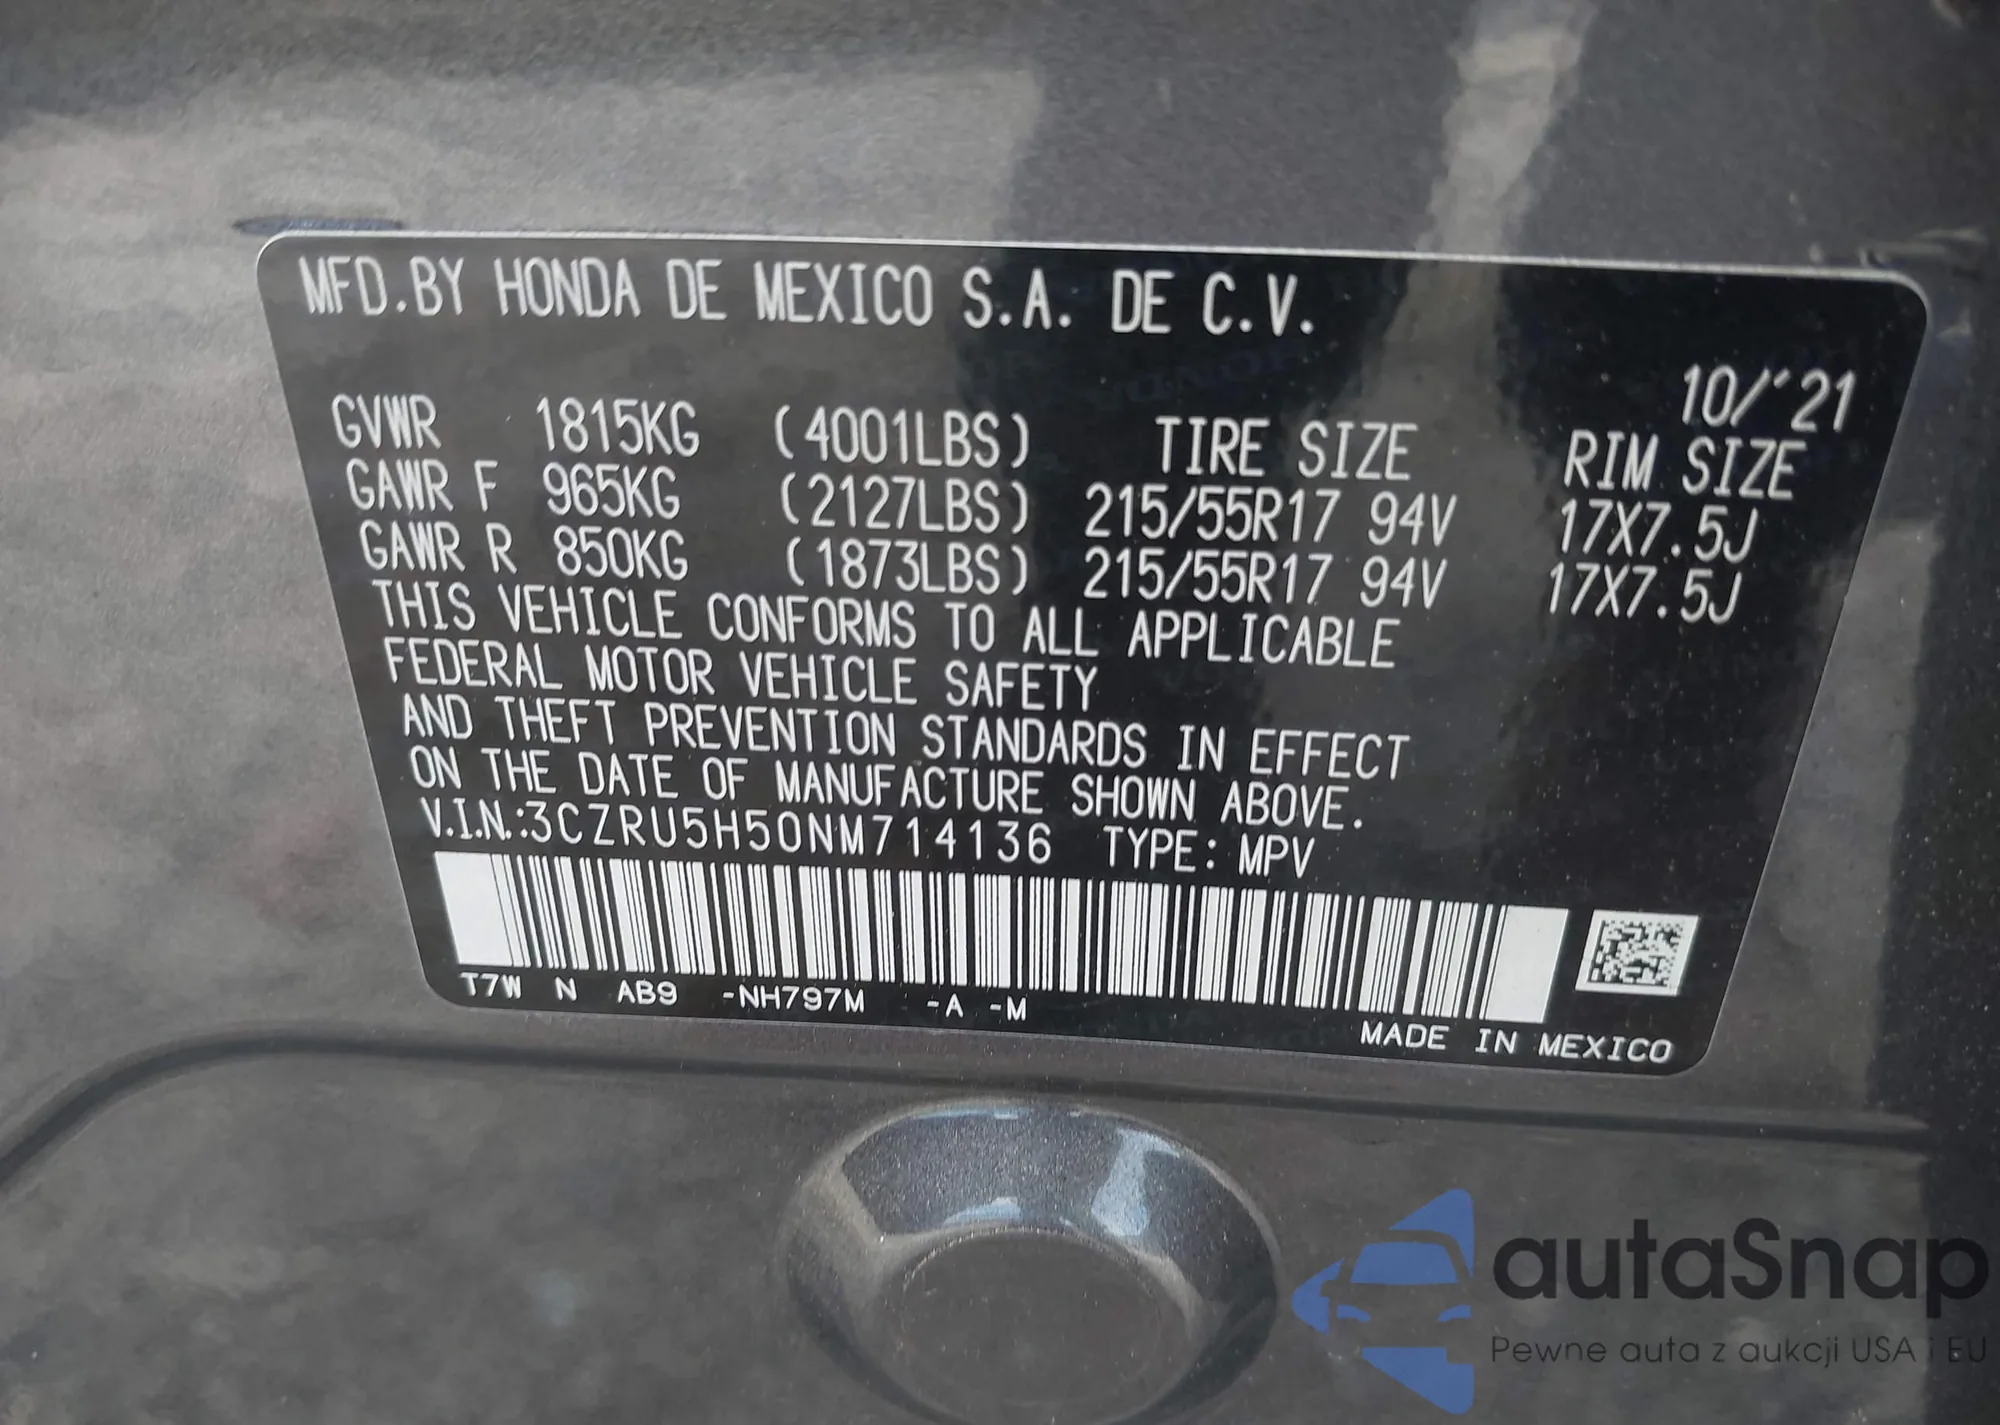 MFD.BY HONDA DE MEXICO S.A. DE C.V.
10/'21
GVWR 1815KG (4001LBS) TIRE SIZE RIM SIZE
GAWR F 965KG (2127LBS) 215/55R17 94V 17X7.5J
GAWR R 850KG (1873LBS) 215/55R17 94V 17X7.5J
THIS VEHICLE CONFORMS TO ALL APPLICABLE
FEDERAL MOTOR VEHICLE SAFETY
AND THEFT PREVENTION STANDARDS IN EFFECT
ON THE DATE OF MANUFACTURE SHOWN ABOVE.
V.I.N.:3CZRU5H50NM714136 TYPE: MPV
T7W N AB9 -NH797M -A -M
MADE IN MEXICO
autaSnap
Pewne auta z aukcji USA i EU